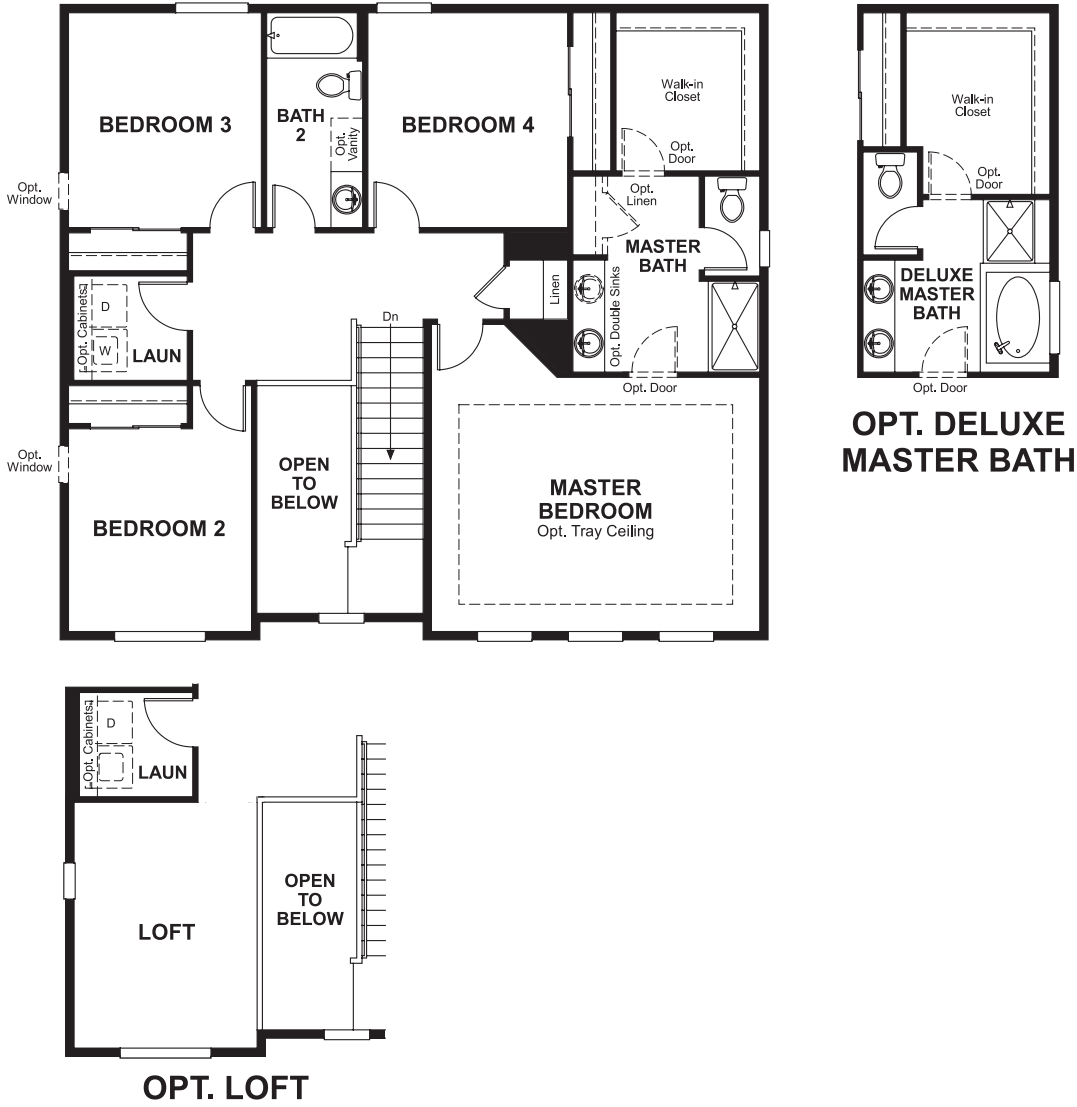 BEDROOM 3
BATH
2
Opt.
Vanity
BEDROOM 4
Walk-in
Closet
Opt.
Door
Opt.
Window
Opt.
Linen
MASTER
BATH
Opt. Double Sinks
Linen
Opt. Cabinets
D
W
LAUN
Dn
Opt. Door
Opt.
Window
BEDROOM 2
OPEN
TO
BELOW
MASTER
BEDROOM
Opt. Tray Ceiling
Walk-in
Closet
Opt.
Door
DELUXE
MASTER
BATH
Opt. Door
OPT. DELUXE
MASTER BATH
Opt. Cabinets
D
LAUN
LOFT
OPEN
TO
BELOW
OPT. LOFT